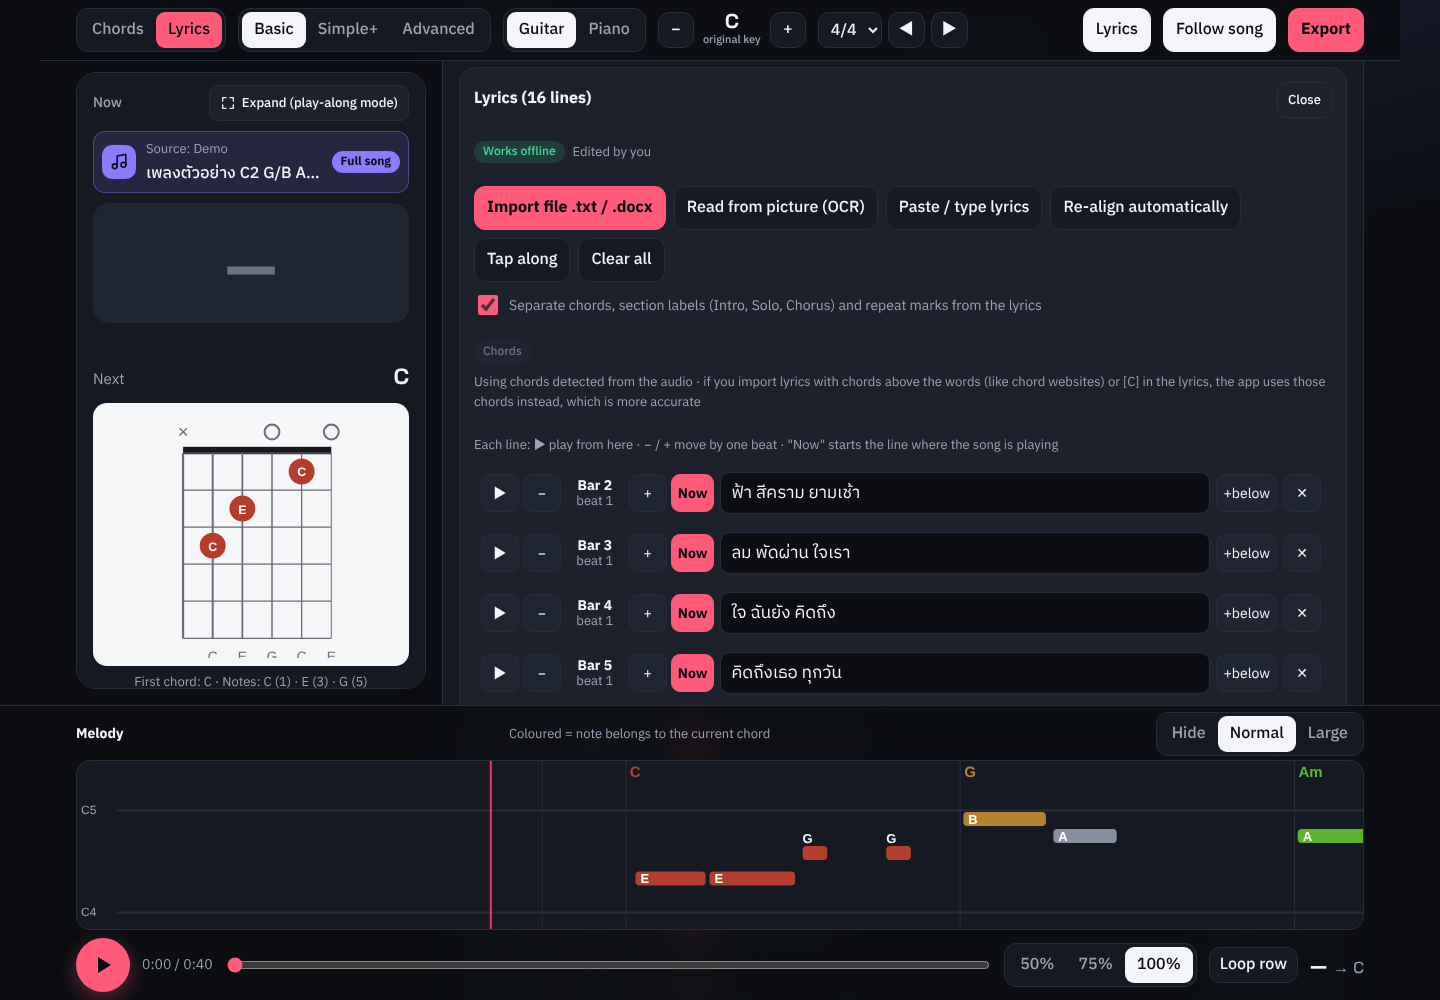 Chords Lyrics Basic Simple+ Advanced Guitar Piano − C + 4/4 Lyrics Follow song Export
original key
Now Expand (play-along mode)
Source: Demo
เพลงตัวอย่าง C2 G/B A... Full song
Next C
× 
C
E
C
C E G C E
First chord: C · Notes: C (1) · E (3) · G (5)
Lyrics (16 lines) Close
Works offline Edited by you
Import file .txt / .docx Read from picture (OCR) Paste / type lyrics Re-align automatically
Tap along Clear all
Separate chords, section labels (Intro, Solo, Chorus) and repeat marks from the lyrics
Chords
Using chords detected from the audio · if you import lyrics with chords above the words (like chord websites) or [C] in the lyrics, the app uses those
chords instead, which is more accurate
Each line: ▶ play from here · − / + move by one beat · "Now" starts the line where the song is playing
▶ − Bar 2 beat 1 + Now ฟ้า สีคราม ยามเช้า +below ×
▶ − Bar 3 beat 1 + Now ลม พัดผ่าน ใจเรา +below ×
▶ − Bar 4 beat 1 + Now ใจ ฉันยัง คิดถึง +below ×
▶ − Bar 5 beat 1 + Now คิดถึงเธอ ทุกวัน +below ×
Melody Coloured = note belongs to the current chord Hide Normal Large
C G Am
C5
B
G G A A
E E
C4
0:00 / 0:40 50% 75% 100% Loop row — → C